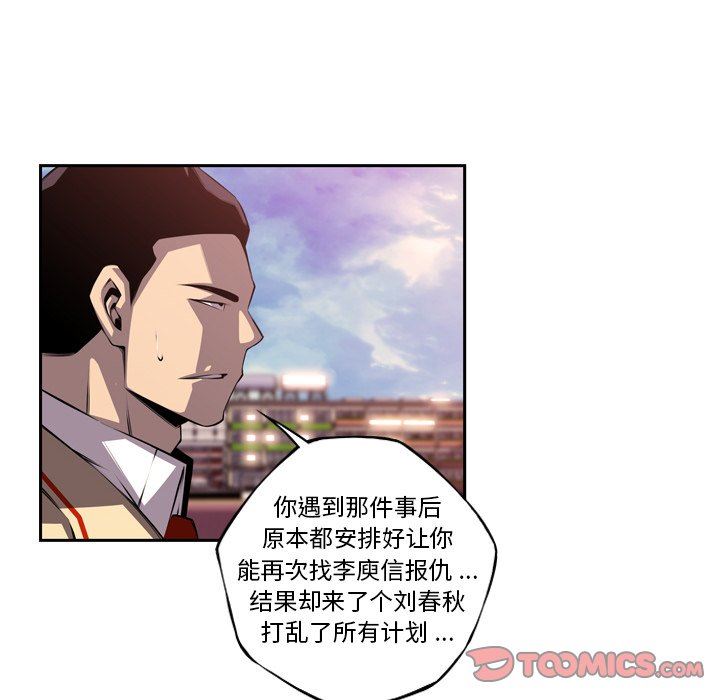 你遇到那件事后
原本都安排好让你
能再次找李庾信报仇...
结果却来了个刘春秋
打乱了所有计划...
TOOMICS.COM